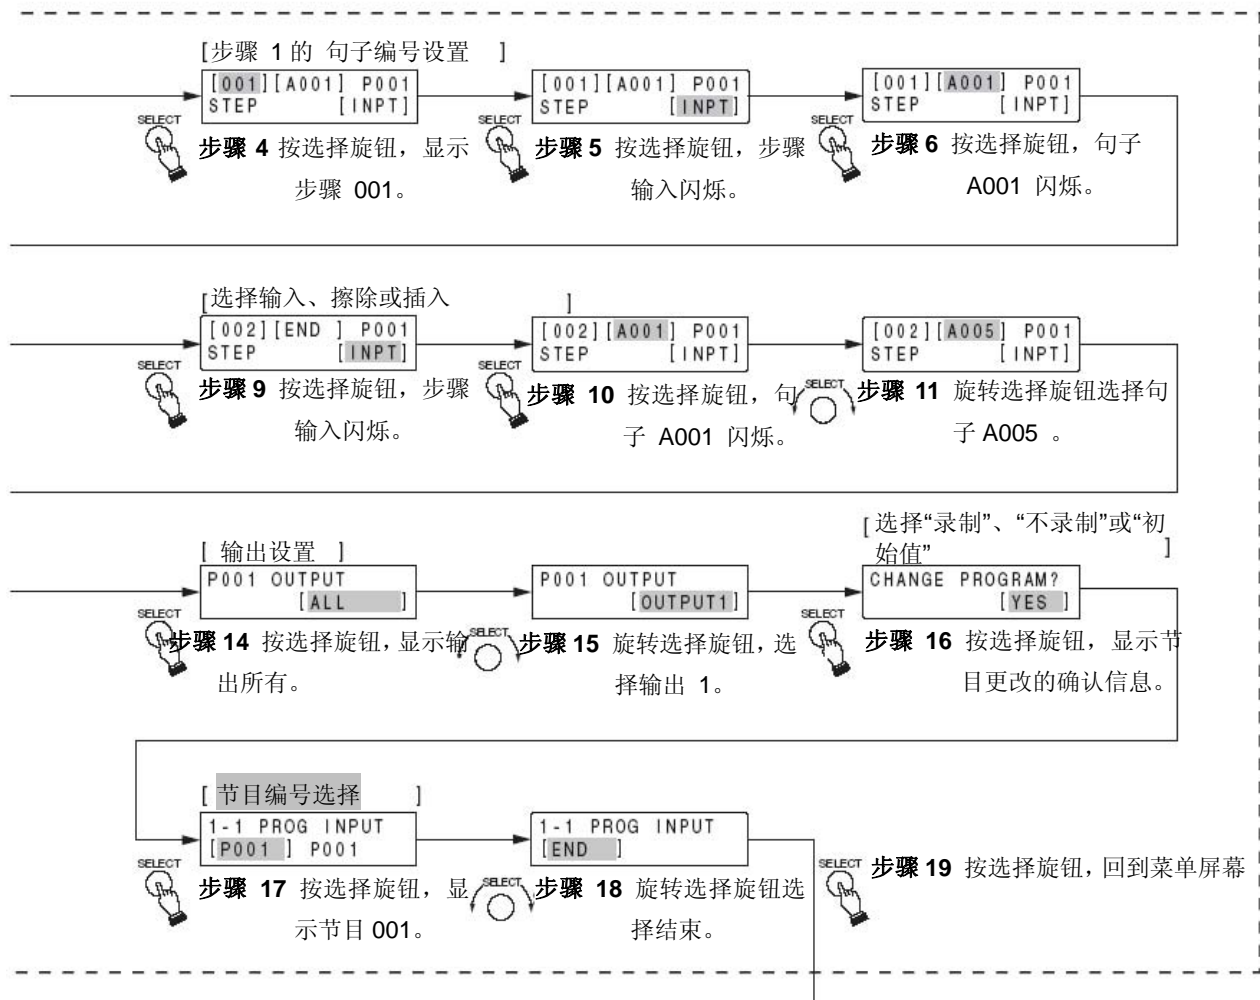 [步骤 1的 句子编号设置 ]
[001][A001] P001
STEP [INPT]
SELECT
步骤 4 按选择旋钮，显示
步骤 001。
[001][A001] P001
STEP [INPT]
SELECT
步骤 5 按选择旋钮，步骤
输入闪烁。
[001][A001] P001
STEP [INPT]
SELECT
步骤 6 按选择旋钮，句子
A001 闪烁。
[选择输入、擦除或插入 ]
[002][END ] P001
STEP [INPT]
SELECT
步骤 9 按选择旋钮，步骤
输入闪烁。
[002][A001] P001
STEP [INPT]
SELECT
步骤 10 按选择旋钮，句
子 A001 闪烁。
[002][A005] P001
STEP [INPT]
SELECT
步骤 11 旋转选择旋钮选择句
子 A005 。
[ 输出设置 ]
P001 OUTPUT
[ALL ]
SELECT
步骤 14 按选择旋钮，显示输
出所有。
P001 OUTPUT
[OUTPUT1]
SELECT
步骤 15 旋转选择旋钮，选
择输出 1。
[选择“录制”、“不录制”或“初
始值” ]
CHANGE PROGRAM?
[YES ]
SELECT
步骤 16 按选择旋钮，显示节
目更改的确认信息。
[ 节目编号选择 ]
1-1 PROG INPUT
[P001 ] P001
SELECT
步骤 17 按选择旋钮，显
示节目 001。
1-1 PROG INPUT
[END ]
SELECT
步骤 18 旋转选择旋钮选
择结束。
SELECT
步骤 19 按选择旋钮，回到菜单屏幕